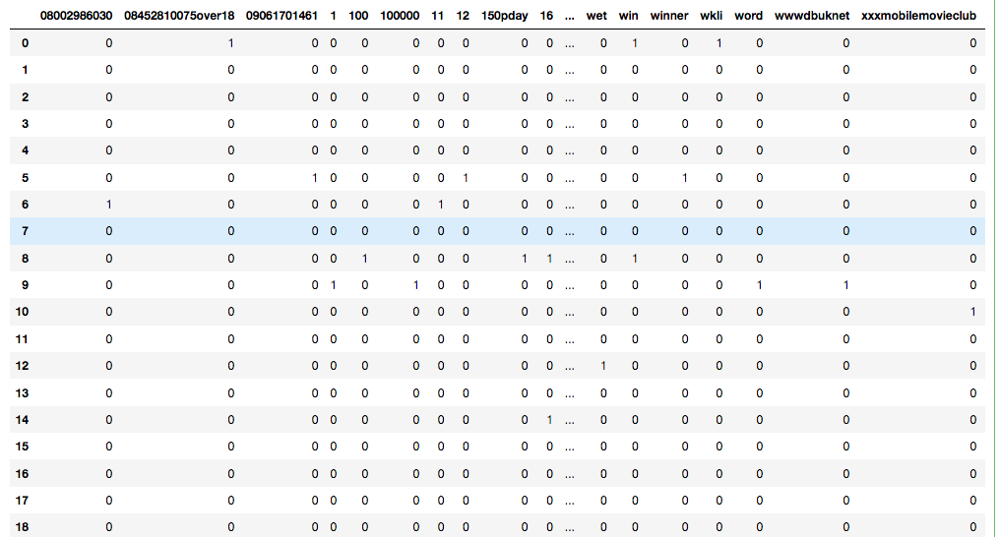 08002986030 08452810075over18 09061701461 1 100 100000 11 12 150pday 16 ... wet win winner wkli word wwwdbuknet xxxmobilemovieclub
0 0 1 0 0 0 0 0 0 0 0 ... 0 1 0 1 0 0 0
1 0 0 0 0 0 0 0 0 0 0 ... 0 0 0 0 0 0 0
2 0 0 0 0 0 0 0 0 0 0 ... 0 0 0 0 0 0 0
3 0 0 0 0 0 0 0 0 0 0 ... 0 0 0 0 0 0 0
4 0 0 0 0 0 0 0 0 0 0 ... 0 0 0 0 0 0 0
5 0 0 1 0 0 0 0 1 0 0 ... 0 0 1 0 0 0 0
6 1 0 0 0 0 0 1 0 0 0 ... 0 0 0 0 0 0 0
7 0 0 0 0 0 0 0 0 0 0 ... 0 0 0 0 0 0 0
8 0 0 0 0 1 0 0 0 1 1 ... 0 1 0 0 0 0 0
9 0 0 0 1 0 1 0 0 0 0 ... 0 0 0 0 1 1 0
10 0 0 0 0 0 0 0 0 0 0 ... 0 0 0 0 0 0 1
11 0 0 0 0 0 0 0 0 0 0 ... 0 0 0 0 0 0 0
12 0 0 0 0 0 0 0 0 0 0 ... 1 0 0 0 0 0 0
13 0 0 0 0 0 0 0 0 0 0 ... 0 0 0 0 0 0 0
14 0 0 0 0 0 0 0 0 0 1 ... 0 0 0 0 0 0 0
15 0 0 0 0 0 0 0 0 0 0 ... 0 0 0 0 0 0 0
16 0 0 0 0 0 0 0 0 0 0 ... 0 0 0 0 0 0 0
17 0 0 0 0 0 0 0 0 0 0 ... 0 0 0 0 0 0 0
18 0 0 0 0 0 0 0 0 0 0 ... 0 0 0 0 0 0 0